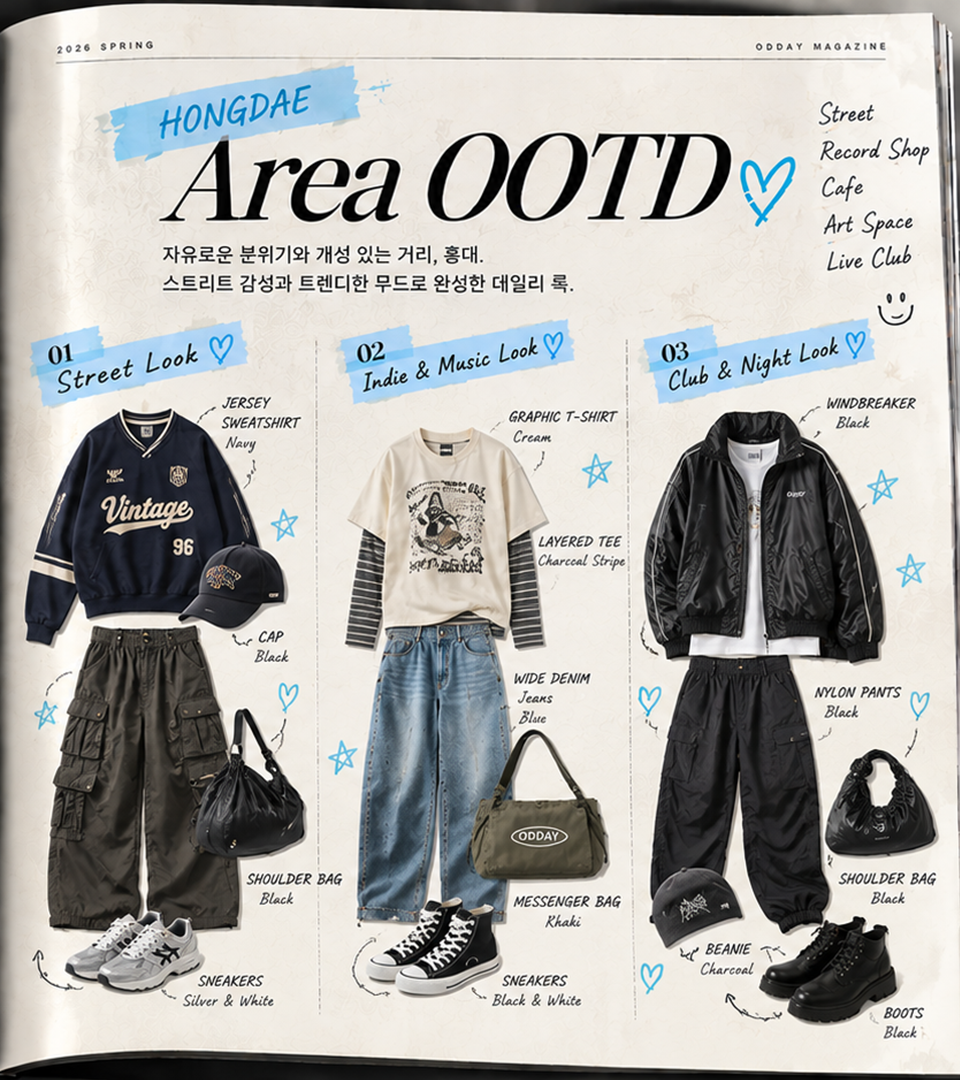 2026 SPRING
ODDAY MAGAZINE
HONGDAE
Area OOTD
자유로운 분위기와 개성 있는 거리, 홍대.
스트리트 감성과 트렌디한 무드로 완성한 데일리 룩.
Street
Record Shop
Cafe
Art Space
Live Club
01
Street Look
JERSEY
SWEATSHIRT
Navy
Vintage
96
CAP
Black
SHOULDER BAG
Black
SNEAKERS
Silver & White
02
Indie & Music Look
GRAPHIC T-SHIRT
Cream
LAYERED TEE
Charcoal Stripe
WIDE DENIM
Jeans
Blue
ODDAY
MESSENGER BAG
Khaki
SNEAKERS
Black & White
03
Club & Night Look
WINDBREAKER
Black
NYLON PANTS
Black
SHOULDER BAG
Black
BEANIE
Charcoal
BOOTS
Black